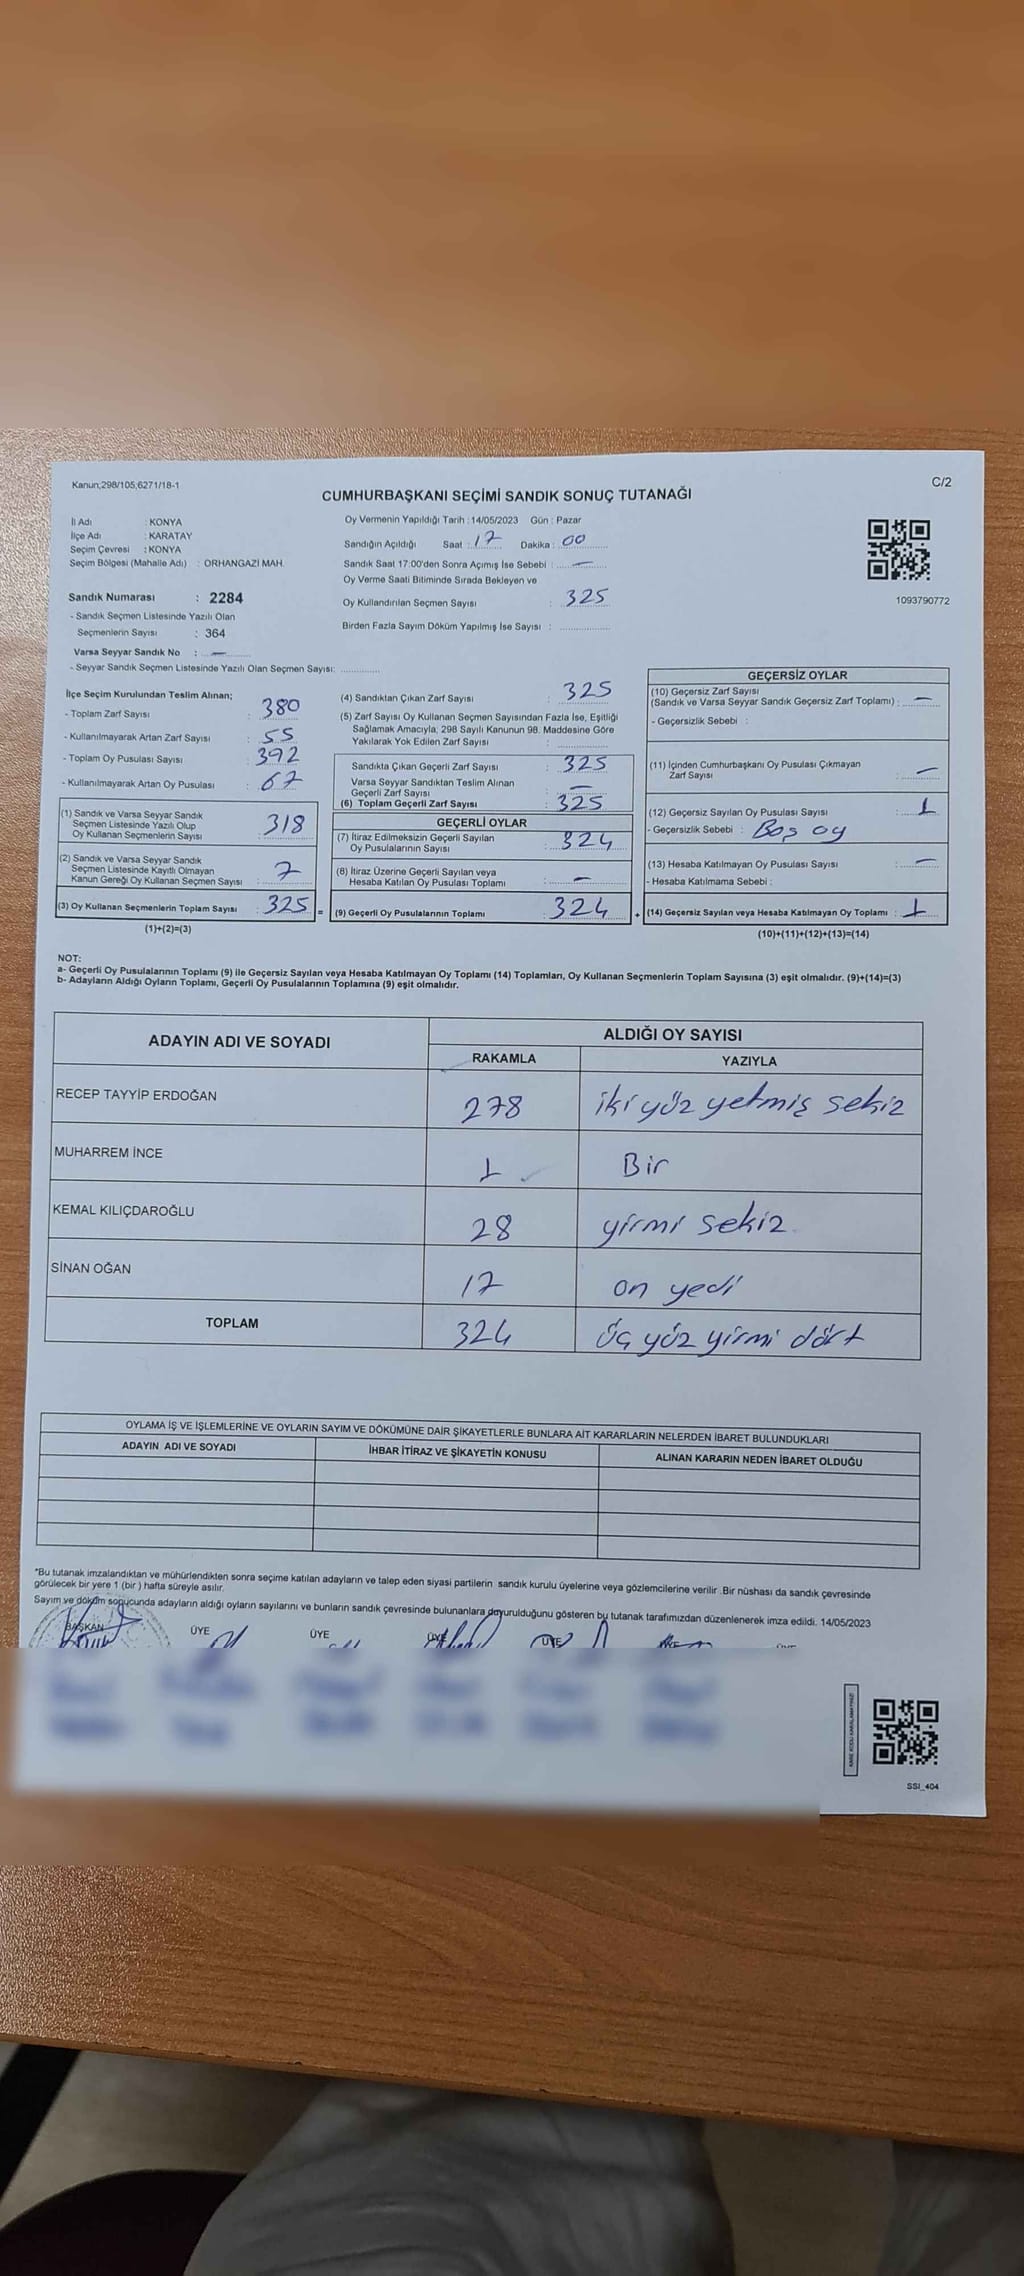 Kanun;298/105;6271/18-1
C/2
CUMHURBAŞKANI SEÇİMİ SANDIK SONUÇ TUTANAĞI
İl Adı : KONYA
İlçe Adı : KARATAY
Seçim Çevresi : KONYA
Seçim Bölgesi (Mahalle Adı) : ORHANGAZİ MAH.
Sandık Numarası : 2284
- Sandık Seçmen Listesinde Yazılı Olan
Seçmenlerin Sayısı : 364
Varsa Seyyar Sandık No : —
- Seyyar Sandık Seçmen Listesinde Yazılı Olan Seçmen Sayısı: ............
Oy Vermenin Yapıldığı Tarih : 14/05/2023 Gün : Pazar
Sandığın Açıldığı Saat : 17 Dakika : 00
Sandık Saat 17:00'den Sonra Açılmış İse Sebebi : —
Oy Verme Saati Bitiminde Sırada Bekleyen ve
Oy Kullandırılan Seçmen Sayısı : 325
Birden Fazla Sayım Döküm Yapılmış İse Sayısı : ............
1093790772
İlçe Seçim Kurulundan Teslim Alınan;
- Toplam Zarf Sayısı : 380
- Kullanılmayarak Artan Zarf Sayısı : 55
- Toplam Oy Pusulası Sayısı : 392
- Kullanılmayarak Artan Oy Pusulası : 67
(1) Sandık ve Varsa Seyyar Sandık
Seçmen Listesinde Yazılı Olup
Oy Kullanan Seçmenlerin Sayısı : 318
(2) Sandık ve Varsa Seyyar Sandık
Seçmen Listesinde Kayıtlı Olmayan
Kanun Gereği Oy Kullanan Seçmen Sayısı : 7
(3) Oy Kullanan Seçmenlerin Toplam Sayısı : 325 =
(1)+(2)=(3)
(4) Sandıktan Çıkan Zarf Sayısı : 325
(5) Zarf Sayısı Oy Kullanan Seçmen Sayısından Fazla İse, Eşitliği
Sağlamak Amacıyla; 298 Sayılı Kanunun 98. Maddesine Göre
Yakılarak Yok Edilen Zarf Sayısı : ............
Sandıkta Çıkan Geçerli Zarf Sayısı : 325
Varsa Seyyar Sandıktan Teslim Alınan
Geçerli Zarf Sayısı : —
(6) Toplam Geçerli Zarf Sayısı : 325
GEÇERLİ OYLAR
(7) İtiraz Edilmeksizin Geçerli Sayılan
Oy Pusulalarının Sayısı : 324
(8) İtiraz Üzerine Geçerli Sayılan veya
Hesaba Katılan Oy Pusulası Toplamı : —
(9) Geçerli Oy Pusulalarının Toplamı : 324 +
GEÇERSİZ OYLAR
(10) Geçersiz Zarf Sayısı
(Sandık ve Varsa Seyyar Sandık Geçersiz Zarf Toplamı) : —
- Geçersizlik Sebebi :
(11) İçinden Cumhurbaşkanı Oy Pusulası Çıkmayan
Zarf Sayısı : —
(12) Geçersiz Sayılan Oy Pusulası Sayısı : 1
- Geçersizlik Sebebi : Boş oy
(13) Hesaba Katılmayan Oy Pusulası Sayısı : —
- Hesaba Katılmama Sebebi :
(14) Geçersiz Sayılan veya Hesaba Katılmayan Oy Toplamı : 1
(10)+(11)+(12)+(13)=(14)
NOT:
a- Geçerli Oy Pusulalarının Toplamı (9) ile Geçersiz Sayılan veya Hesaba Katılmayan Oy Toplamı (14) Toplamları, Oy Kullanan Seçmenlerin Toplam Sayısına (3) eşit olmalıdır. (9)+(14)=(3)
b- Adayların Aldığı Oyların Toplamı, Geçerli Oy Pusulalarının Toplamına (9) eşit olmalıdır.
ADAYIN ADI VE SOYADI
ALDIĞI OY SAYISI
RAKAMLA YAZIYLA
RECEP TAYYİP ERDOĞAN 278 iki yüz yetmiş sekiz
MUHARREM İNCE 1 Bir
KEMAL KILIÇDAROĞLU 28 yirmi sekiz
SİNAN OĞAN 17 on yedi
TOPLAM 324 üç yüz yirmi dört
OYLAMA İŞ VE İŞLEMLERİNE VE OYLARIN SAYIM VE DÖKÜMÜNE DAİR ŞİKAYETLERLE BUNLARA AİT KARARLARIN NELERDEN İBARET BULUNDUKLARI
ADAYIN ADI VE SOYADI İHBAR İTİRAZ VE ŞİKAYETİN KONUSU ALINAN KARARIN NEDEN İBARET OLDUĞU
*Bu tutanak imzalandıktan ve mühürlendikten sonra seçime katılan adayların ve talep eden siyasi partilerin sandık kurulu üyelerine veya gözlemcilerine verilir. Bir nüshası da sandık çevresinde
görülecek bir yere 1 (bir) hafta süreyle asılır.
Sayım ve döküm sonucunda adayların aldığı oyların sayılarını ve bunların sandık çevresinde bulunanlara duyurulduğunu gösteren bu tutanak tarafımızdan düzenlenerek imza edildi. 14/05/2023
BAŞKAN ÜYE ÜYE ÜYE ÜYE ÜYE ÜYE
SSI_404